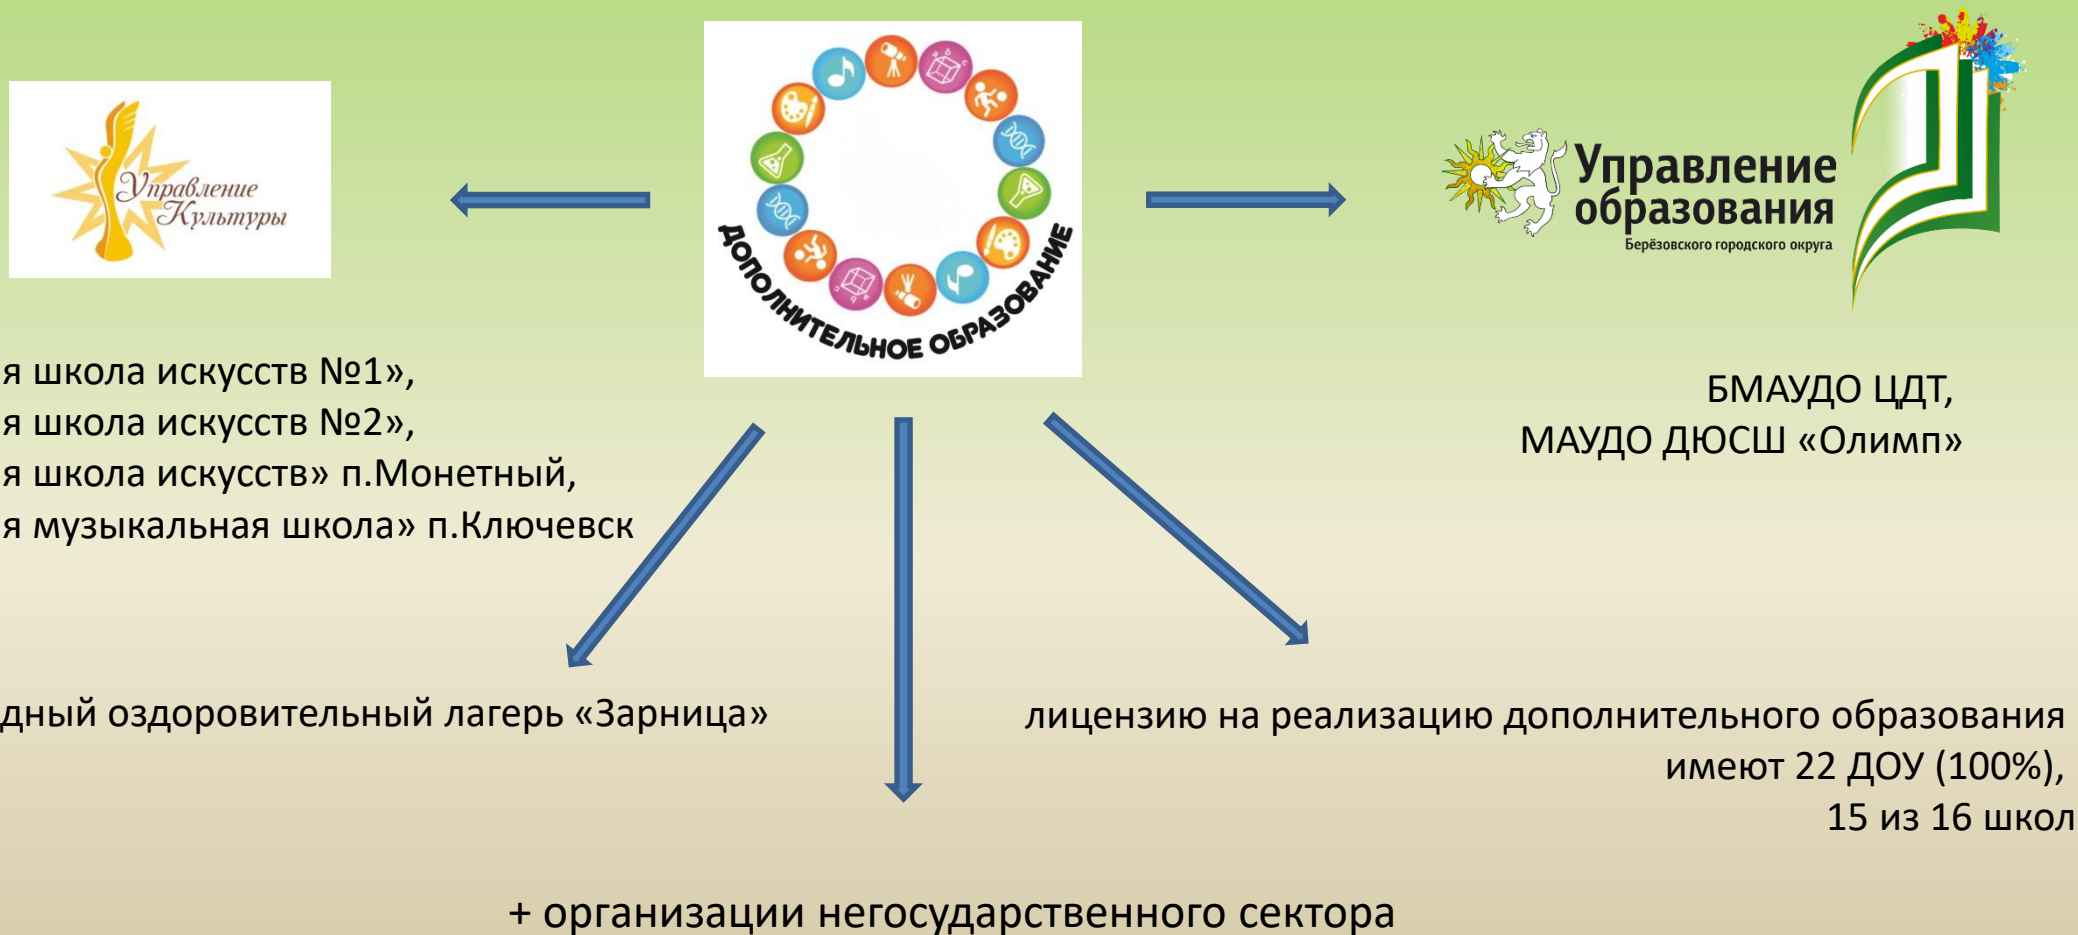 Управление
Культуры
ДОПОЛНИТЕЛЬНОЕ ОБРАЗОВАНИЕ
Управление
образования
Берёзовского городского округа
я школа искусств №1»,
я школа искусств №2»,
я школа искусств» п.Монетный,
я музыкальная школа» п.Ключевск
БМАУДО ЦДТ,
МАУДО ДЮСШ «Олимп»
дный оздоровительный лагерь «Зарница»
лицензию на реализацию дополнительного образования
имеют 22 ДОУ (100%),
15 из 16 школ
+ организации негосударственного сектора